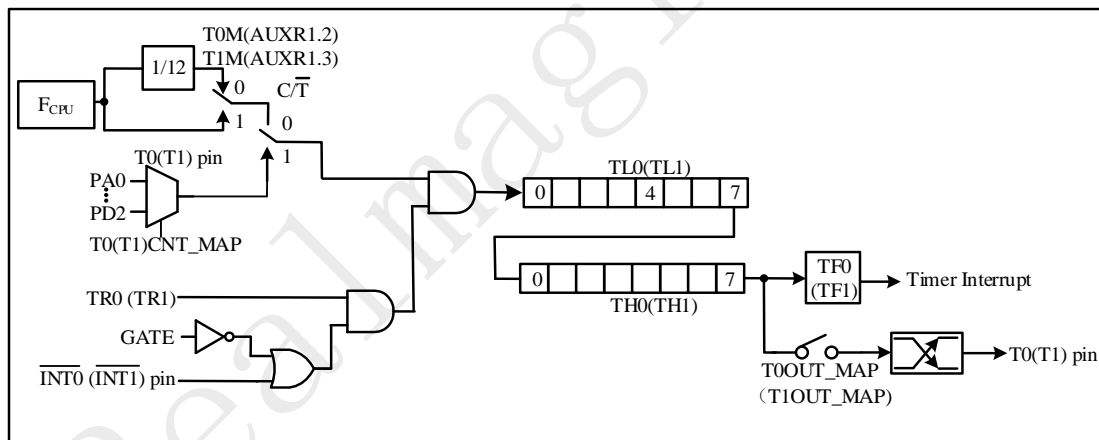 T0M(AUXR1.2)
T1M(AUXR1.3)
1/12
FCPU
0
1
C/T
0
1
T0(T1) pin
PA0
PD2
T0(T1)CNT_MAP
TL0(TL1)
0 4 7
0 7
TH0(TH1)
TF0
(TF1)
Timer Interrupt
TR0 (TR1)
GATE
INT0 (INT1) pin
T0OUT_MAP
（T1OUT_MAP)
T0(T1) pin
Realmagi